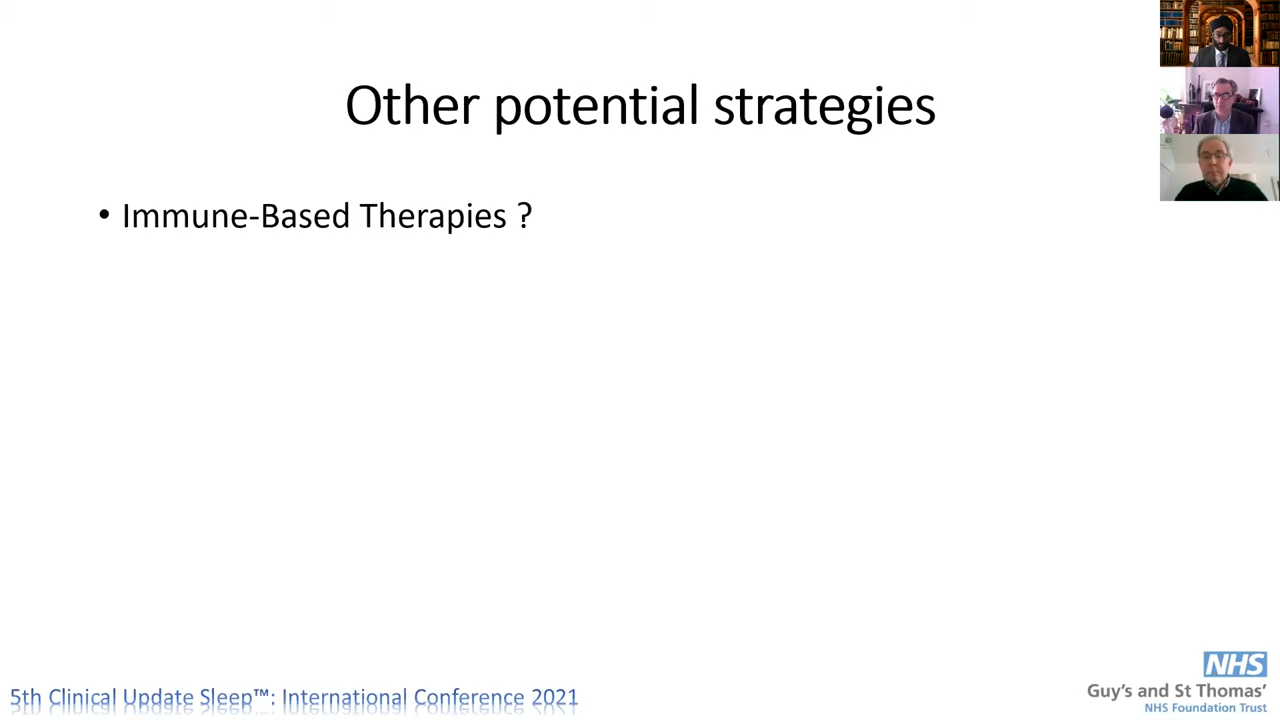 Other potential strategies
• Immune-Based Therapies ?
5th Clinical Update Sleep™: International Conference 2021
NHS
Guy's and St Thomas'
NHS Foundation Trust